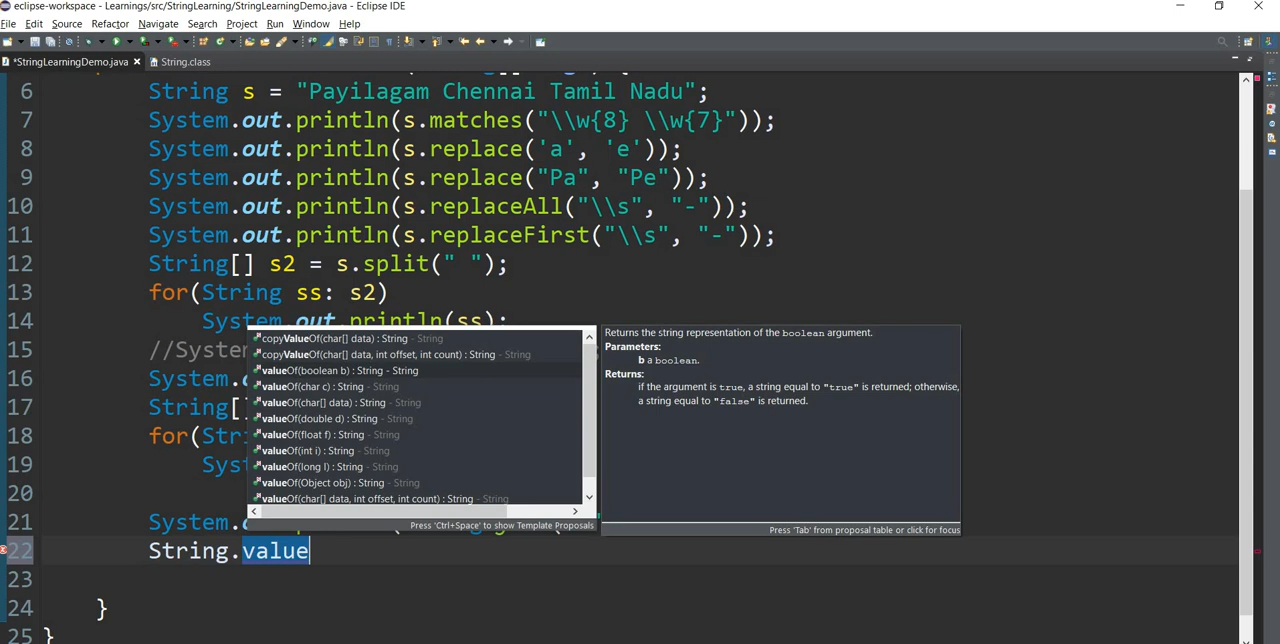 eclipse-workspace - Learnings/src/StringLearning/StringLearningDemo.java - Eclipse IDE
File Edit Source Refactor Navigate Search Project Run Window Help
*StringLearningDemo.java String.class
6 String s = "Payilagam Chennai Tamil Nadu";
7 System.out.println(s.matches("\\w{8} \\w{7}"));
8 System.out.println(s.replace('a', 'e'));
9 System.out.println(s.replace("Pa", "Pe"));
10 System.out.println(s.replaceAll("\\s", "-"));
11 System.out.println(s.replaceFirst("\\s", "-"));
12 String[] s2 = s.split(" ");
13 for(String ss: s2)
14 System.out.println(ss);
15 //System
16 System.
17 String[]
18 for(Stri
19 Syst
20
21 System.
22 String.value
23
24 }
25 }
copyValueOf(char[] data) : String - String
copyValueOf(char[] data, int offset, int count) : String - String
valueOf(boolean b) : String - String
valueOf(char c) : String - String
valueOf(char[] data) : String - String
valueOf(double d) : String - String
valueOf(float f) : String - String
valueOf(int i) : String - String
valueOf(long l) : String - String
valueOf(Object obj) : String - String
valueOf(char[] data, int offset, int count) : String - String
Press 'Ctrl+Space' to show Template Proposals
Returns the string representation of the boolean argument.
Parameters:
b a boolean.
Returns:
if the argument is true, a string equal to "true" is returned; otherwise,
a string equal to "false" is returned.
Press 'Tab' from proposal table or click for focus